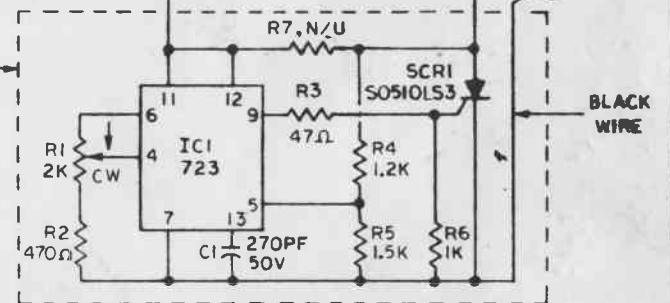 R7, N/U
SCR1
S0510LS3
BLACK
WIRE
11
12
6
9
R3
47Ω
R1
2K
4
CW
IC1
723
R4
1.2K
5
7
13
R2
470Ω
C1
270PF
50V
R5
1.5K
R6
1K